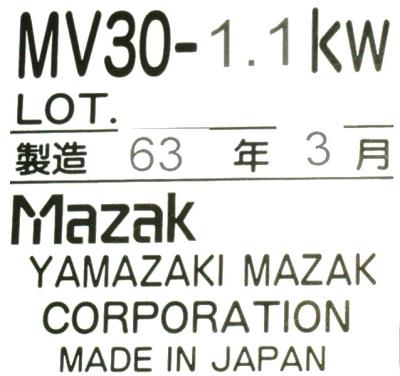 MV30-1.1kW
LOT.
製造 63 年 3 月
Mazak
YAMAZAKI MAZAK
CORPORATION
MADE IN JAPAN